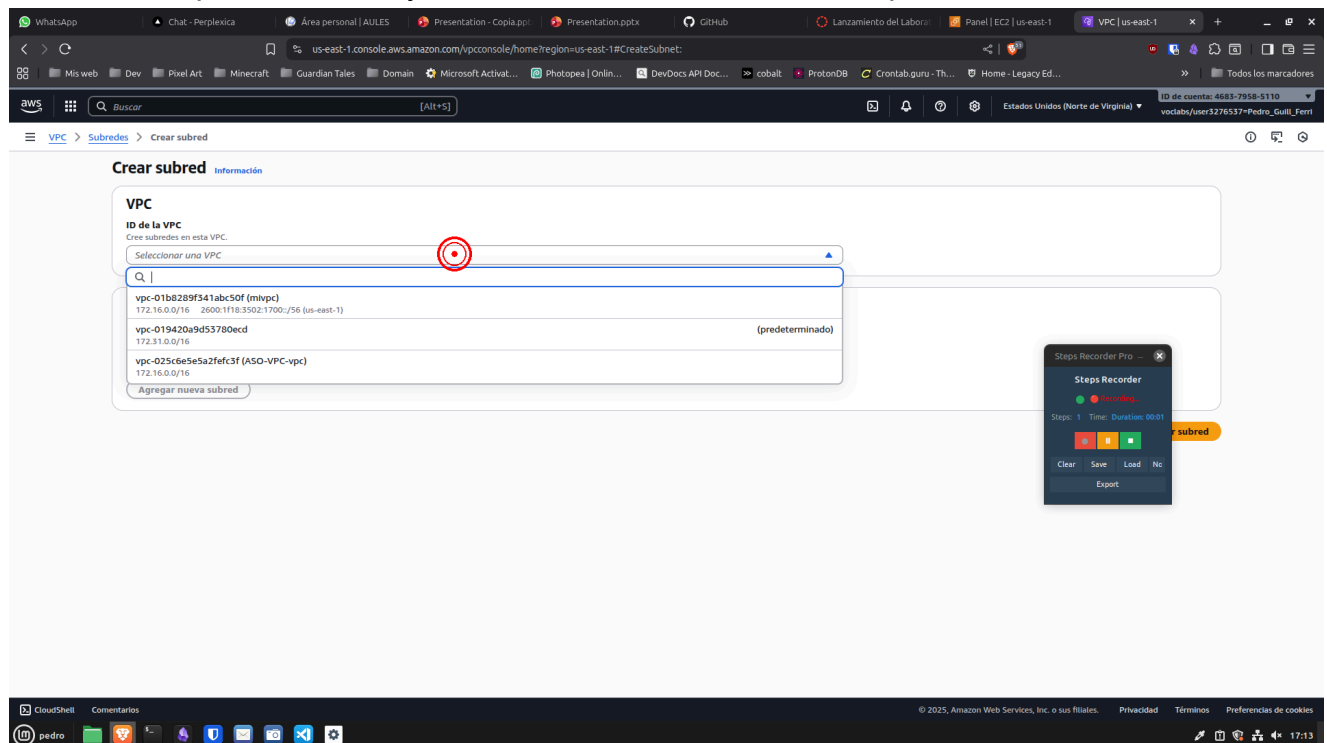 WhatsApp
Chat - Perplexica
Área personal | AULES
Presentation - Copia.pp
Presentation.pptx
GitHub
Lanzamiento del Labora
Panel | EC2 | us-east-1
VPC | us-east-1
us-east-1.console.aws.amazon.com/vpcconsole/home?region=us-east-1#CreateSubnet:
Mis web
Dev
Pixel Art
Minecraft
Guardian Tales
Domain
Microsoft Activat...
Photopea | Onlin...
DevDocs API Doc...
cobalt
ProtonDB
Crontab.guru - Th...
Home - Legacy Ed...
»
Todos los marcadores
aws
Buscar
[Alt+S]
Estados Unidos (Norte de Virginia)
ID de cuenta: 4683-7958-5110
voclabs/user3276537=Pedro_Guill_Ferri
VPC > Subredes > Crear subred
Crear subred Información
VPC
ID de la VPC
Cree subredes en esta VPC.
Seleccionar una VPC
vpc-01b8289f341abc50f (mivpc)
172.16.0.0/16 2600:1f18:3502:1700::/56 (us-east-1)
vpc-019420a9d53780ecd (predeterminado)
172.31.0.0/16
vpc-025c6e5e5a2fefc3f (ASO-VPC-vpc)
172.16.0.0/16
Agregar nueva subred
r subred
Steps Recorder Pro
Steps Recorder
Recording...
Steps: 1 Time: Duration: 00:01
Clear Save Load No
Export
CloudShell Comentarios
© 2025, Amazon Web Services, Inc. o sus filiales. Privacidad Términos Preferencias de cookies
pedro
17:13